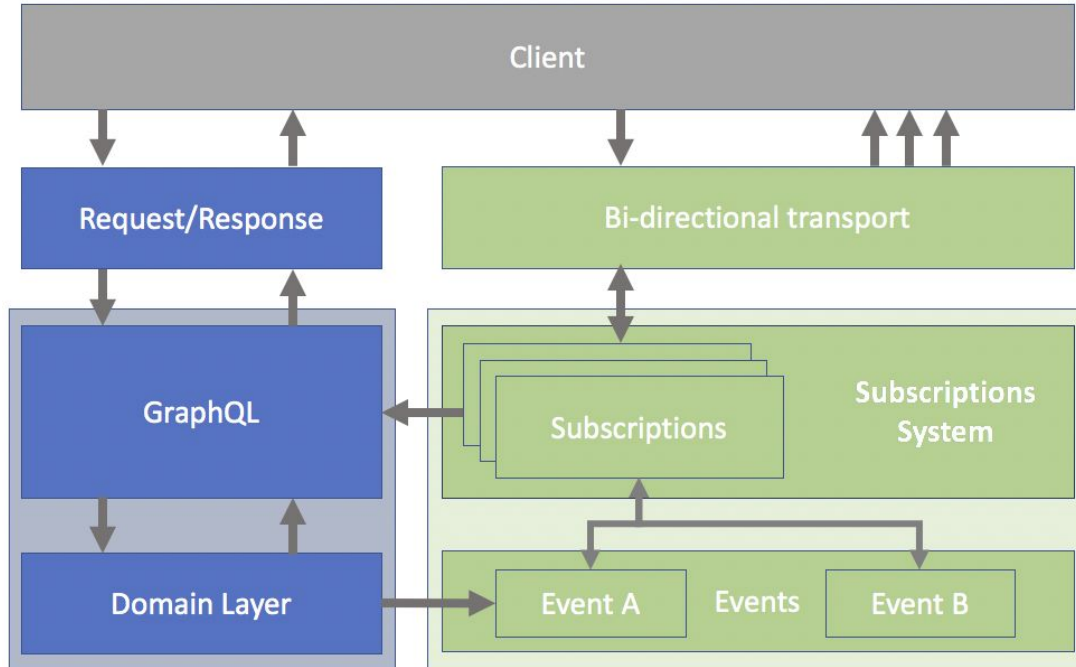 Client
Request/Response
Bi-directional transport
GraphQL
Subscriptions
Subscriptions
System
Domain Layer
Event A
Events
Event B